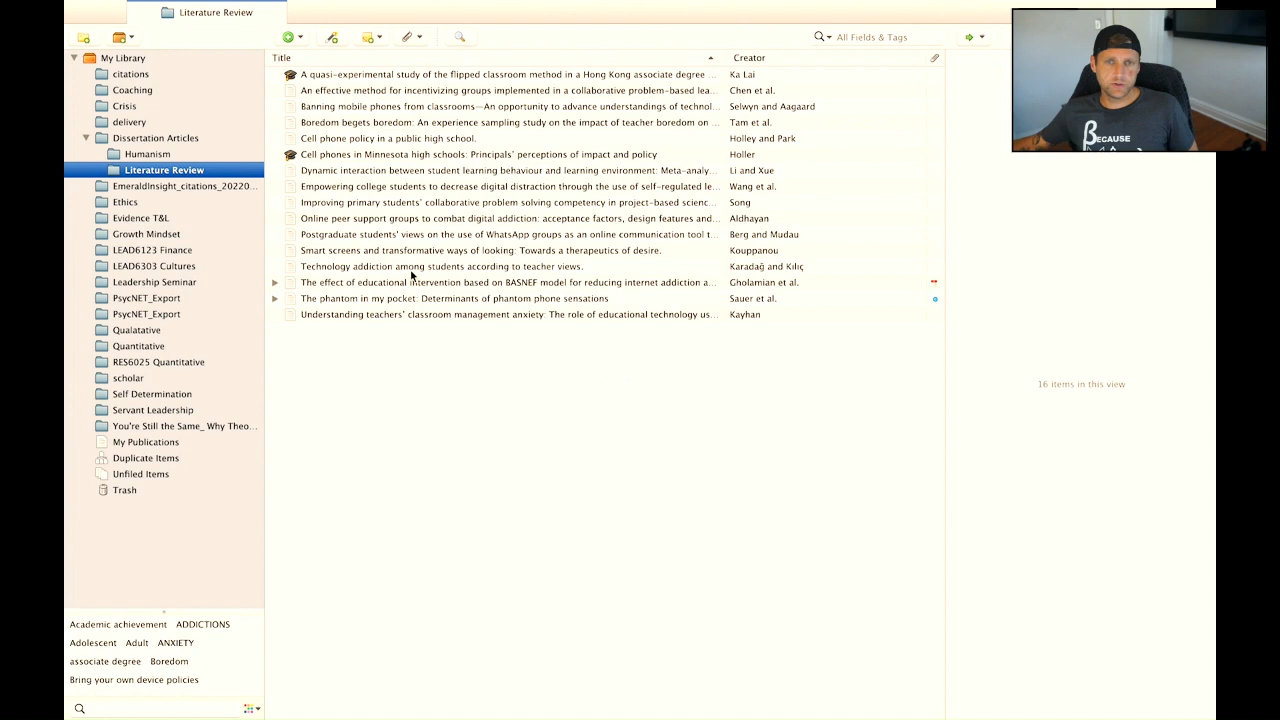 Literature Review
All Fields & Tags
My Library
citations
Coaching
Crisis
delivery
Dissertation Articles
Humanism
Literature Review
EmeraldInsight_citations_20220...
Ethics
Evidence T&L
Growth Mindset
LEAD6123 Finance
LEAD6303 Cultures
Leadership Seminar
PsycNET_Export
PsycNET_Export
Qualatative
Quantitative
RES6025 Quantitative
scholar
Self Determination
Servant Leadership
You're Still the Same_ Why Theo...
My Publications
Duplicate Items
Unfiled Items
Trash
Academic achievement ADDICTIONS
Adolescent Adult ANXIETY
associate degree Boredom
Bring your own device policies
Title Creator
A quasi-experimental study of the flipped classroom method in a Hong Kong associate degree ... Ka Lai
An effective method for incentivizing groups implemented in a collaborative problem-based lea... Chen et al.
Banning mobile phones from classrooms—An opportunity to advance understandings of technol... Selwyn and Aagaard
Boredom begets boredom: An experience sampling study on the impact of teacher boredom on ... Tam et al.
Cell phone policy in a public high school. Holley and Park
Cell phones in Minnesota high schools: Principals' perceptions of impact and policy Holler
Dynamic interaction between student learning behaviour and learning environment: Meta-analy... Li and Xue
Empowering college students to decrease digital distraction through the use of self-regulated le... Wang et al.
Improving primary students' collaborative problem solving competency in project-based scienc... Song
Online peer support groups to combat digital addiction: acceptance factors, design features and... Aldhayan
Postgraduate students' views on the use of WhatsApp groups as an online communication tool t... Berg and Mudau
Smart screens and transformative ways of looking: Towards a therapeutics of desire. Kouppanou
Technology addiction among students according to teacher views. Karadağ and Kılıç
The effect of educational intervention based on BASNEF model for reducing internet addiction a... Gholamian et al.
The phantom in my pocket: Determinants of phantom phone sensations Sauer et al.
Understanding teachers' classroom management anxiety: The role of educational technology us... Kayhan
16 items in this view
βECAUSE